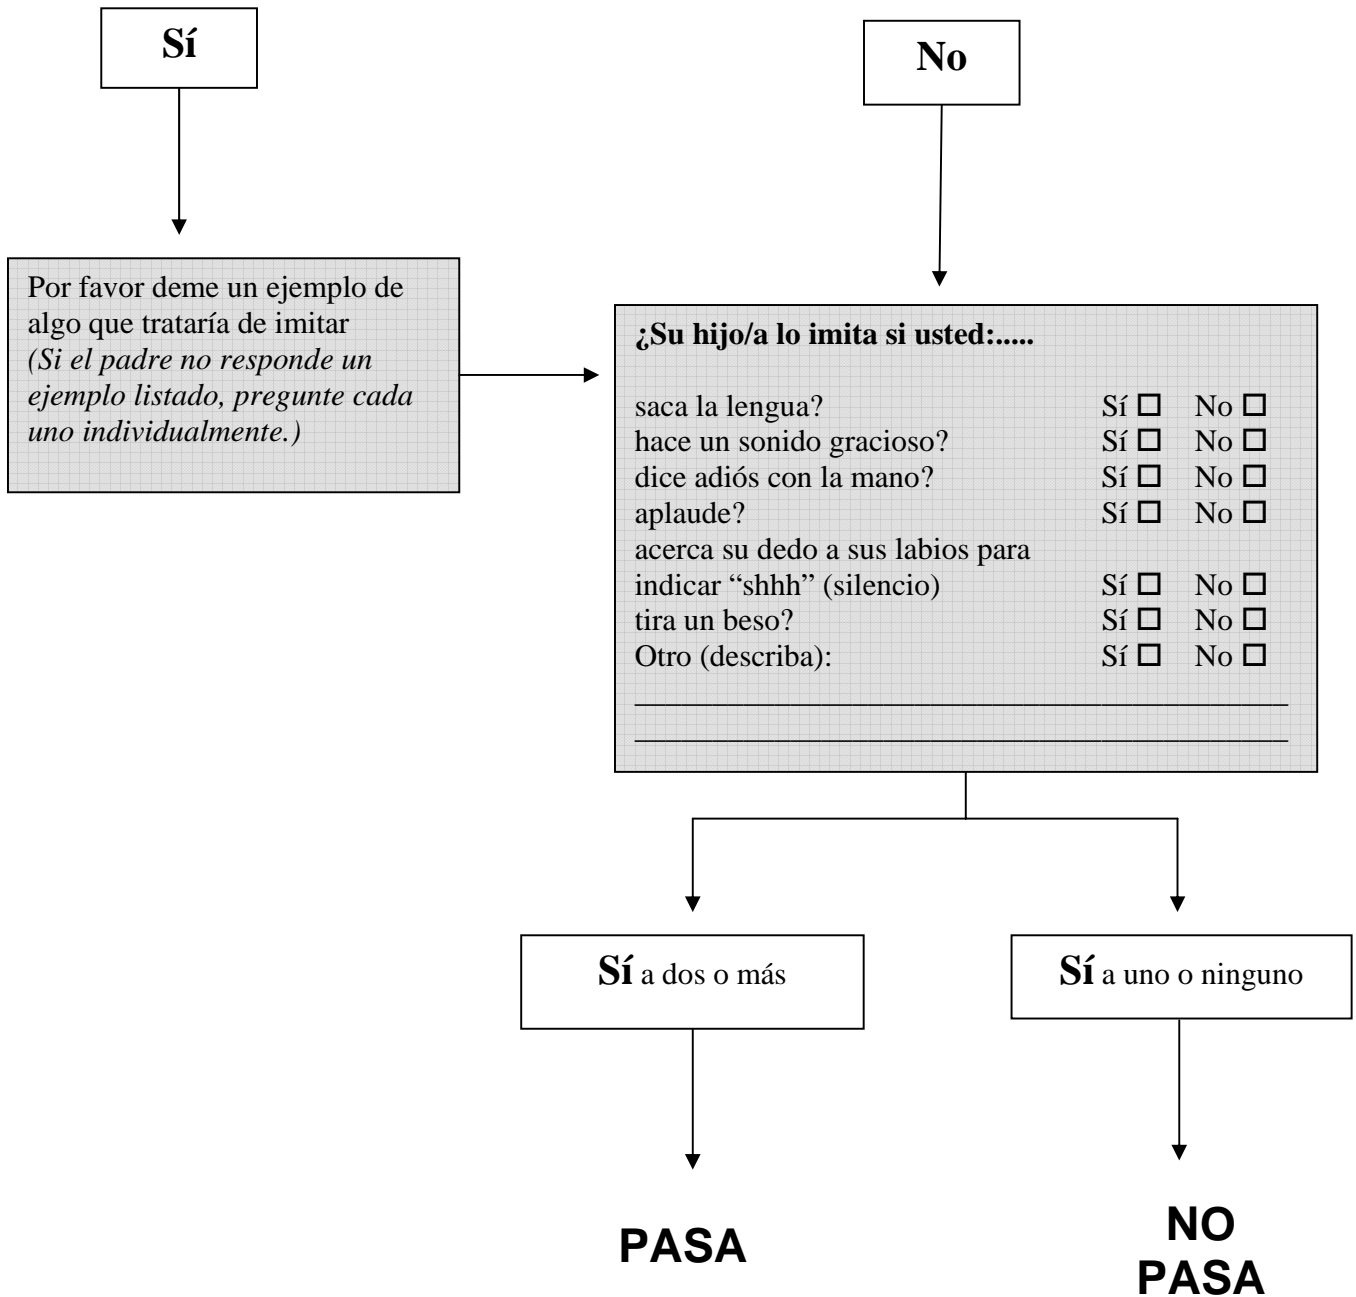 Sí
No
Por favor deme un ejemplo de
algo que trataría de imitar
(Si el padre no responde un
ejemplo listado, pregunte cada
uno individualmente.)
¿Su hijo/a lo imita si usted:.....
saca la lengua? Sí □ No □
hace un sonido gracioso? Sí □ No □
dice adiós con la mano? Sí □ No □
aplaude? Sí □ No □
acerca su dedo a sus labios para
indicar “shhh” (silencio) Sí □ No □
tira un beso? Sí □ No □
Otro (describa): Sí □ No □
Sí a dos o más
Sí a uno o ninguno
PASA
NO
PASA